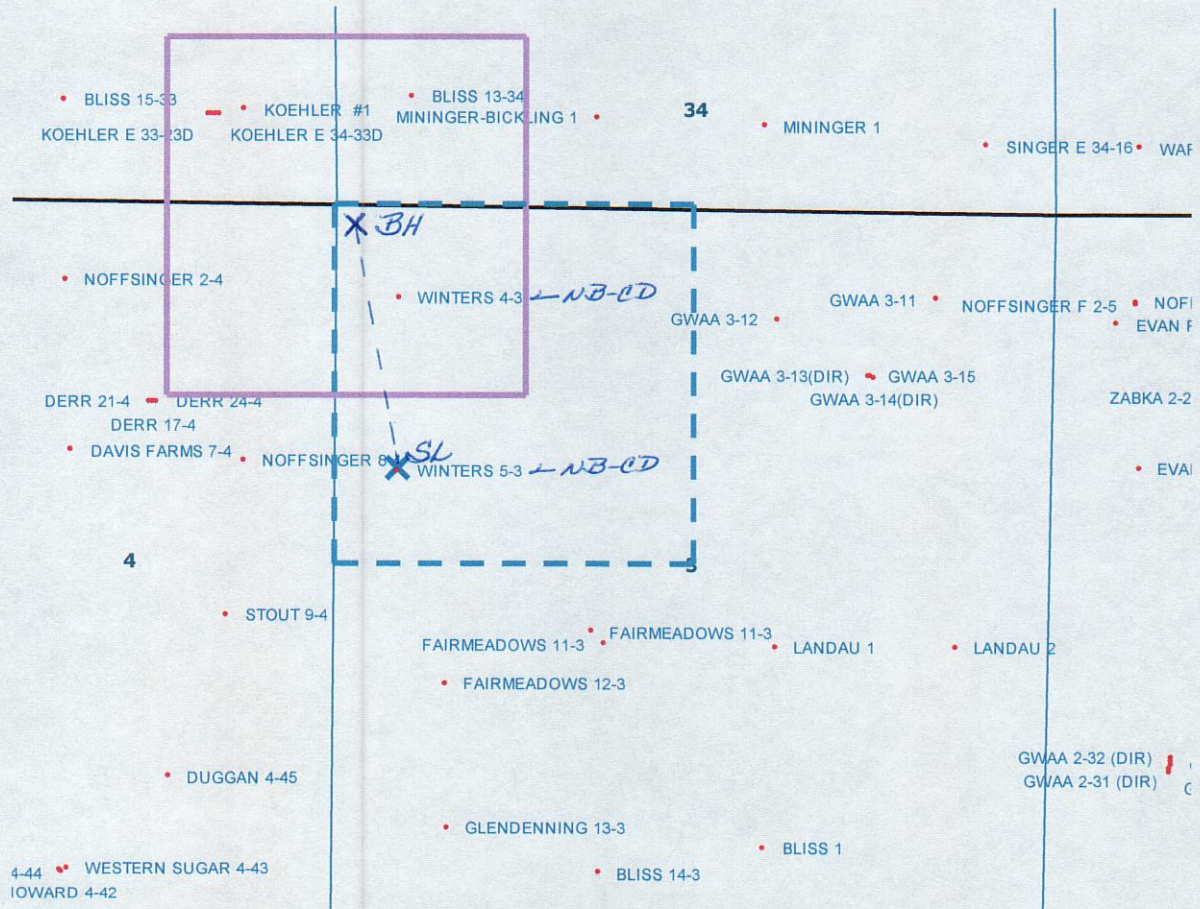 BLISS 15-33
KOEHLER #1
BLISS 13-34
34
KOEHLER E 33-23D
KOEHLER E 34-33D
MININGER-BICKLING 1
MININGER 1
SINGER E 34-16
BH
NOFFSINGER 2-4
WINTERS 4-3
NB-CD
GWAA 3-12
GWAA 3-11
NOFFSINGER F 2-5
GWAA 3-13(DIR)
GWAA 3-15
GWAA 3-14(DIR)
ZABKA 2-2
DERR 21-4
DERR 24-4
DERR 17-4
DAVIS FARMS 7-4
SL
WINTERS 5-3
NB-CD
4
STOUT 9-4
FAIRMEADOWS 11-3
FAIRMEADOWS 11-3
LANDAU 1
LANDAU 2
FAIRMEADOWS 12-3
DUGGAN 4-45
GWAA 2-32 (DIR)
GWAA 2-31 (DIR)
GLENDENNING 13-3
BLISS 1
BLISS 14-3
4-44
WESTERN SUGAR 4-43
4-42